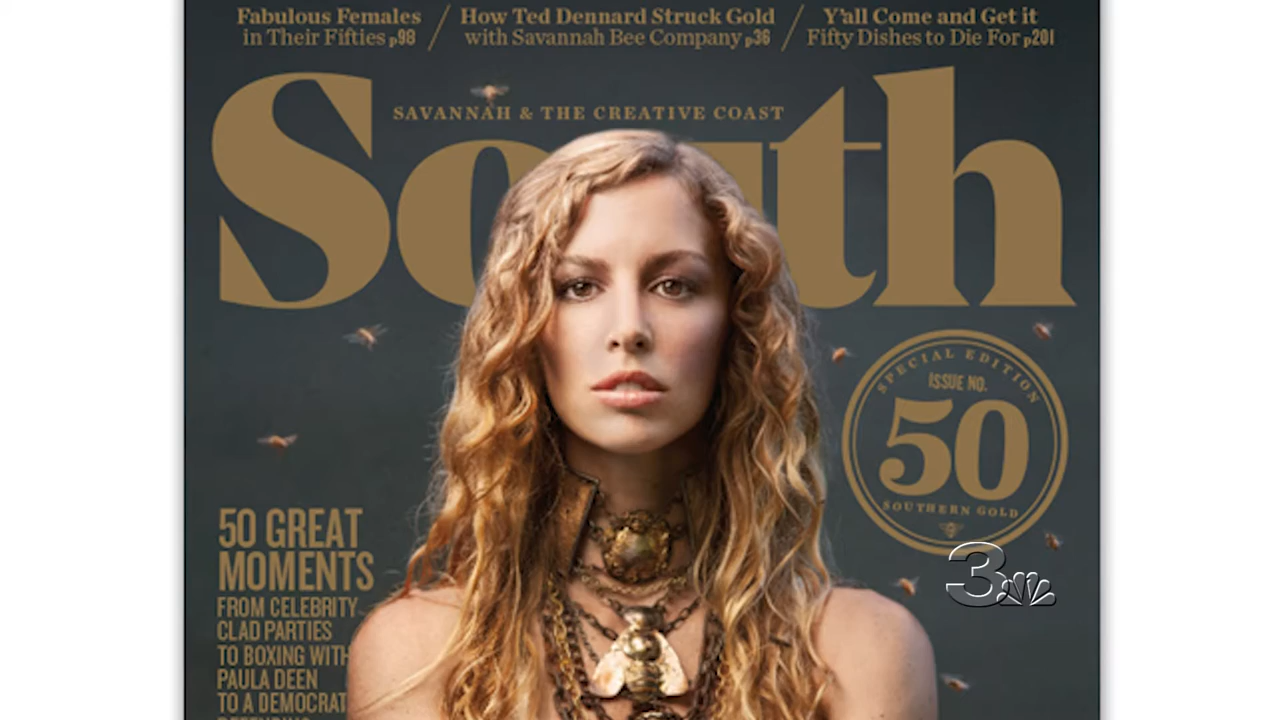 Fabulous Females
in Their Fifties p98
How Ted Dennard Struck Gold
with Savannah Bee Company p36
Y'all Come and Get it
Fifty Dishes to Die For p201
SAVANNAH & THE CREATIVE COAST
South
SPECIAL EDITION
ISSUE NO.
50
SOUTHERN GOLD
3
50 GREAT
MOMENTS
FROM CELEBRITY
CLAD PARTIES
TO BOXING WITH
PAULA DEEN
TO A DEMOCRAT